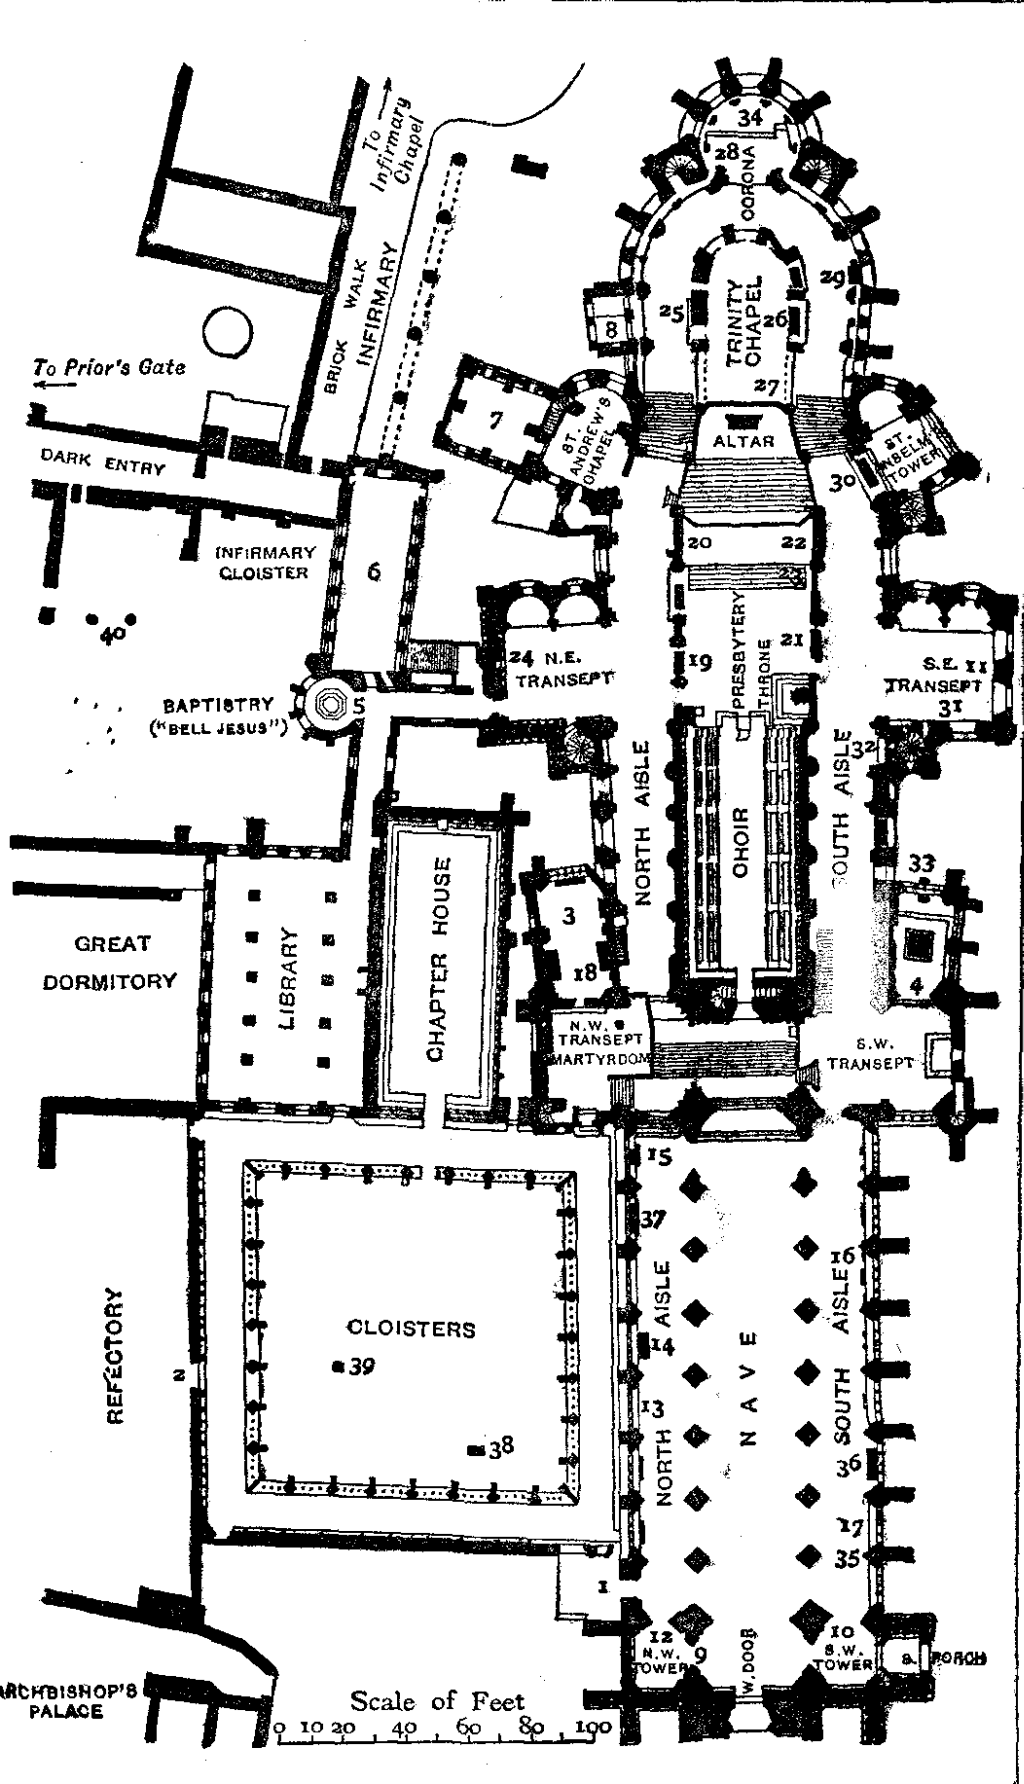 34
28
CORONA
To
Infirmary
Chapel
BRICK WALK
INFIRMARY
29
25
TRINITY
CHAPEL
26
8
27
To Prior's Gate
7
ST.
ANDREW'S
CHAPEL
ALTAR
ST.
TOWER
30
DARK ENTRY
INFIRMARY
CLOISTER
6
20
22
40
19
PRESBYTERY
21
THRONE
24 N.E.
TRANSEPT
S.E. 11
TRANSEPT
31
BAPTISTRY
("BELL JESUS")
5
32
NORTH AISLE
CHOIR
SOUTH AISLE
33
3
18
4
GREAT
DORMITORY
LIBRARY
CHAPTER HOUSE
N.W.
TRANSEPT
MARTYRDOM
S.W.
TRANSEPT
15
37
16
REFECTORY
CLOISTERS
39
38
2
14
13
NORTH AISLE
NAVE
SOUTH AISLE
36
17
35
1
12
N.W.
TOWER
9
W. DOOR
10
S.W.
TOWER
S. PORCH
ARCHBISHOP'S
PALACE
Scale of Feet
0 10 20 40 60 80 100